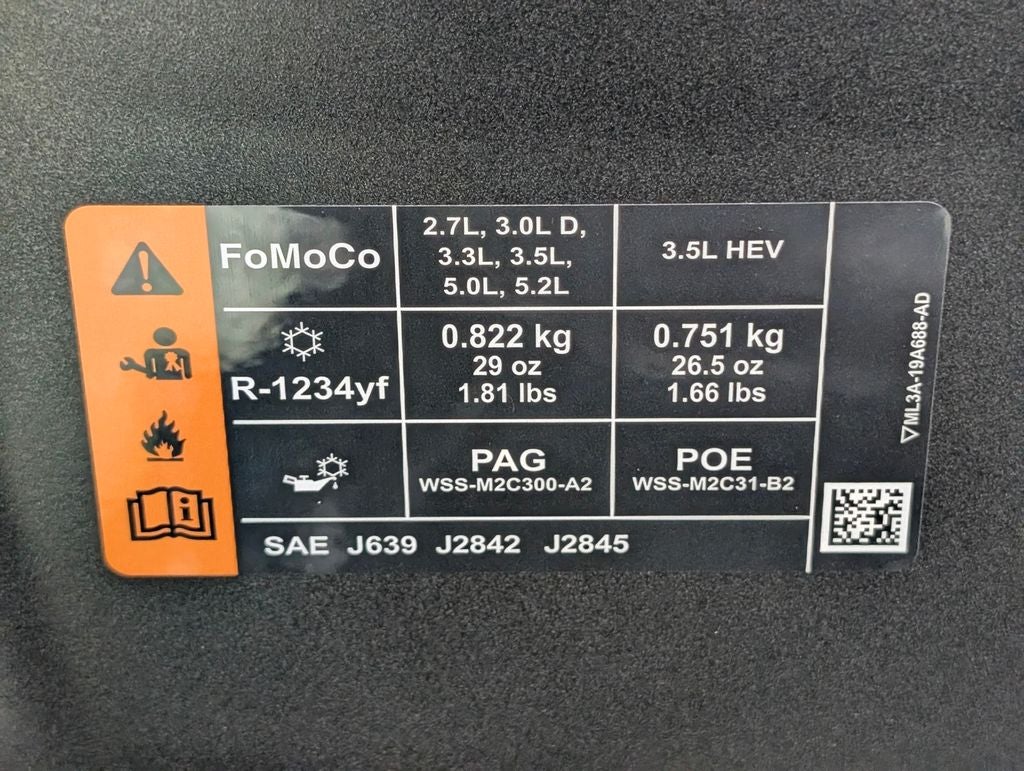 FoMoCo
2.7L, 3.0L D,
3.3L, 3.5L,
5.0L, 5.2L
3.5L HEV
R-1234yf
0.822 kg
29 oz
1.81 lbs
0.751 kg
26.5 oz
1.66 lbs
PAG
WSS-M2C300-A2
POE
WSS-M2C31-B2
SAE J639 J2842 J2845
ML3A-19A688-AD